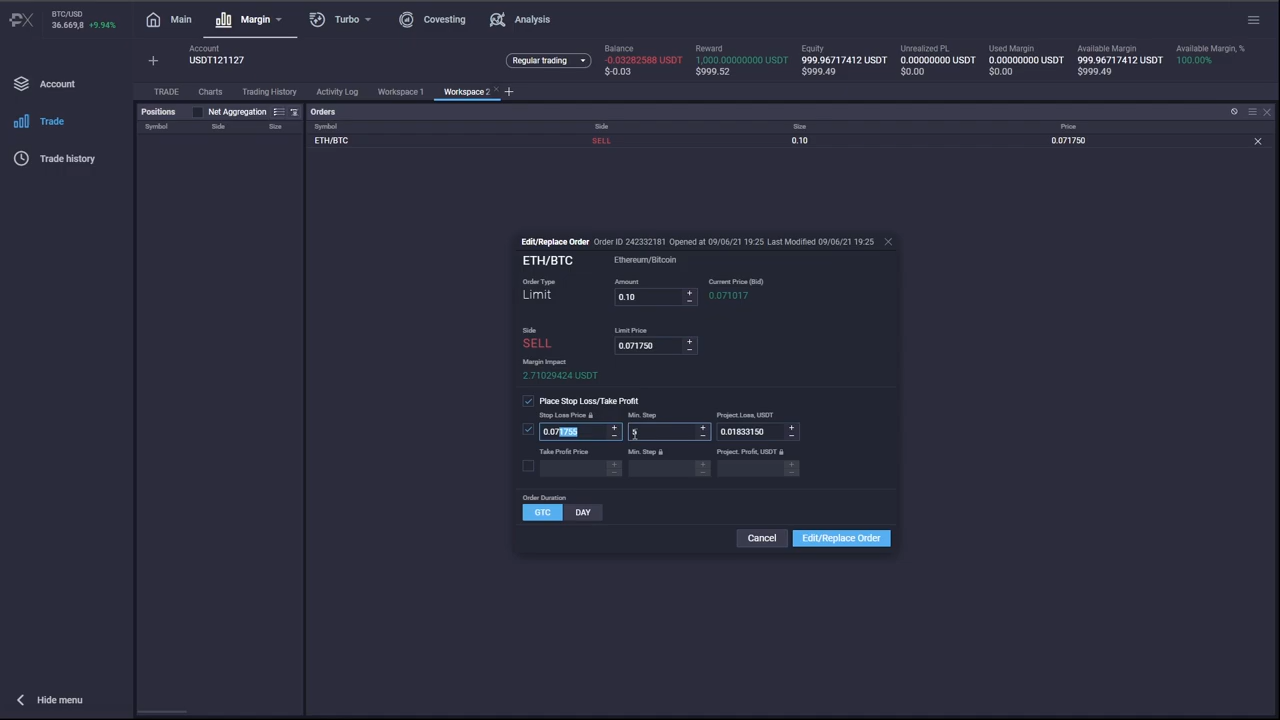 BTC/USD
36.669,8 +9.94%
Main
Margin
Turbo
Covesting
Analysis
Account
USDT121127
Regular trading
Balance
-0.03282588 USDT
$-0.03
Reward
1,000.00000000 USDT
$999.52
Equity
999.96717412 USDT
$999.49
Unrealized PL
0.00000000 USDT
$0.00
Used Margin
0.00000000 USDT
$0.00
Available Margin
999.96717412 USDT
$999.49
Available Margin, %
100.00%
Account
Trade
Trade history
Hide menu
TRADE
Charts
Trading History
Activity Log
Workspace 1
Workspace 2
Positions
Net Aggregation
Symbol Side Size
Orders
Symbol Side Size Price
ETH/BTC SELL 0.10 0.071750
Edit/Replace Order Order ID 242332181 Opened at 09/06/21 19:25 Last Modified 09/06/21 19:25
ETH/BTC Ethereum/Bitcoin
Order Type Amount Current Price (Bid)
Limit 0.10 0.071017
Side Limit Price
SELL 0.071750
Margin Impact
2.71029424 USDT
Place Stop Loss/Take Profit
Stop Loss Price Min. Step Project.Loss, USDT
0.071755 5 0.01833150
Take Profit Price Min. Step Project. Profit, USDT
Order Duration
GTC DAY
Cancel Edit/Replace Order